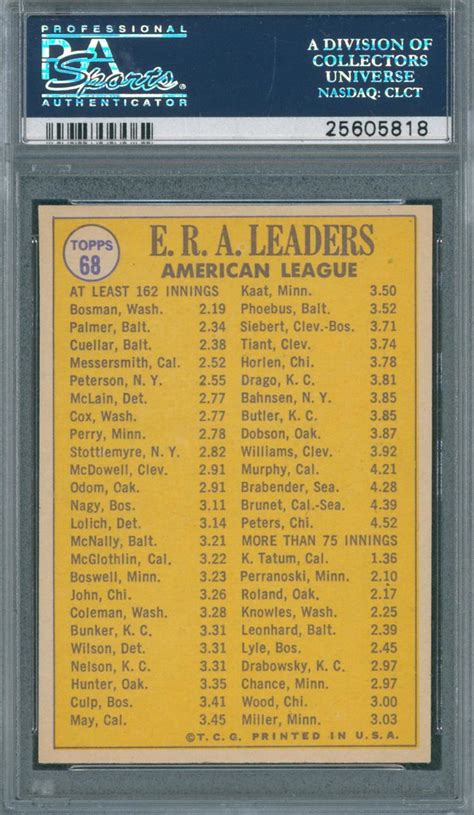 PROFESSIONAL
PSA
Sports
AUTHENTICATOR
A DIVISION OF
COLLECTORS
UNIVERSE
NASDAQ: CLCT
25605818
TOPPS
68
E. R. A. LEADERS
AMERICAN LEAGUE
AT LEAST 162 INNINGS
Bosman, Wash. 2.19
Palmer, Balt. 2.34
Cuellar, Balt. 2.38
Messersmith, Cal. 2.52
Peterson, N. Y. 2.55
McLain, Det. 2.77
Cox, Wash. 2.77
Perry, Minn. 2.78
Stottlemyre, N. Y. 2.82
McDowell, Clev. 2.91
Odom, Oak. 2.91
Nagy, Bos. 3.11
Lolich, Det. 3.14
McNally, Balt. 3.21
McGlothlin, Cal. 3.22
Boswell, Minn. 3.23
John, Chi. 3.26
Coleman, Wash. 3.28
Bunker, K. C. 3.31
Wilson, Det. 3.31
Nelson, K. C. 3.31
Hunter, Oak. 3.35
Culp, Bos. 3.41
May, Cal. 3.45
Kaat, Minn. 3.50
Phoebus, Balt. 3.52
Siebert, Clev.-Bos. 3.71
Tiant, Clev. 3.74
Horlen, Chi. 3.78
Drago, K. C. 3.81
Bahnsen, N. Y. 3.85
Butler, K. C. 3.85
Dobson, Oak. 3.87
Williams, Clev. 3.92
Murphy, Cal. 4.21
Brabender, Sea. 4.28
Brunet, Cal.-Sea. 4.39
Peters, Chi. 4.52
MORE THAN 75 INNINGS
K. Tatum, Cal. 1.36
Perranoski, Minn. 2.10
Roland, Oak. 2.17
Knowles, Wash. 2.25
Leonhard, Balt. 2.39
Lyle, Bos. 2.45
Drabowsky, K. C. 2.97
Chance, Minn. 2.97
Wood, Chi. 3.00
Miller, Minn. 3.03
©T. C. G. PRINTED IN U.S.A.